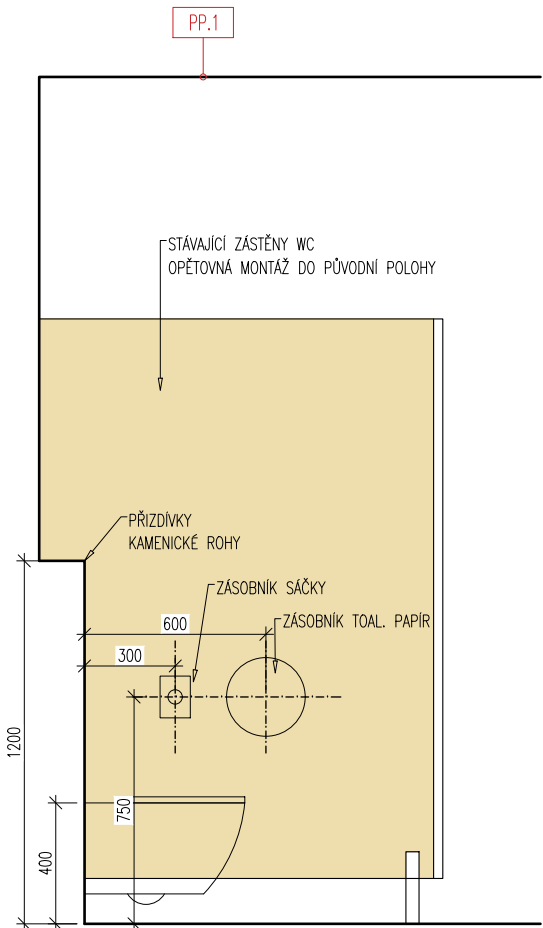 PP.1
STÁVAJÍCÍ ZÁSTĚNY WC
OPĚTOVNÁ MONTÁŽ DO PŮVODNÍ POLOHY
PŘIZDÍVKY
KAMENICKÉ ROHY
ZÁSOBNÍK SÁČKY
600
ZÁSOBNÍK TOAL. PAPÍR
300
1200
750
400